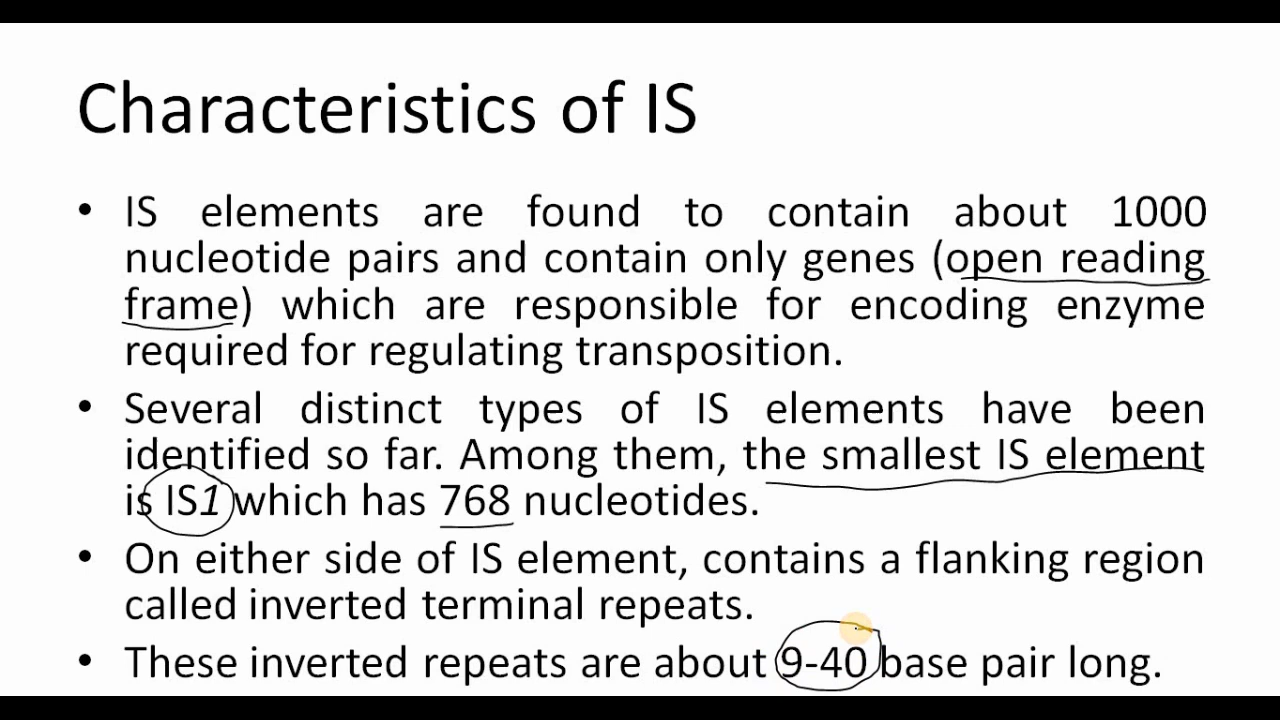 Characteristics of IS
• IS elements are found to contain about 1000
nucleotide pairs and contain only genes (open reading
frame) which are responsible for encoding enzyme
required for regulating transposition.
• Several distinct types of IS elements have been
identified so far. Among them, the smallest IS element
is IS1 which has 768 nucleotides.
• On either side of IS element, contains a flanking region
called inverted terminal repeats.
• These inverted repeats are about 9-40 base pair long.